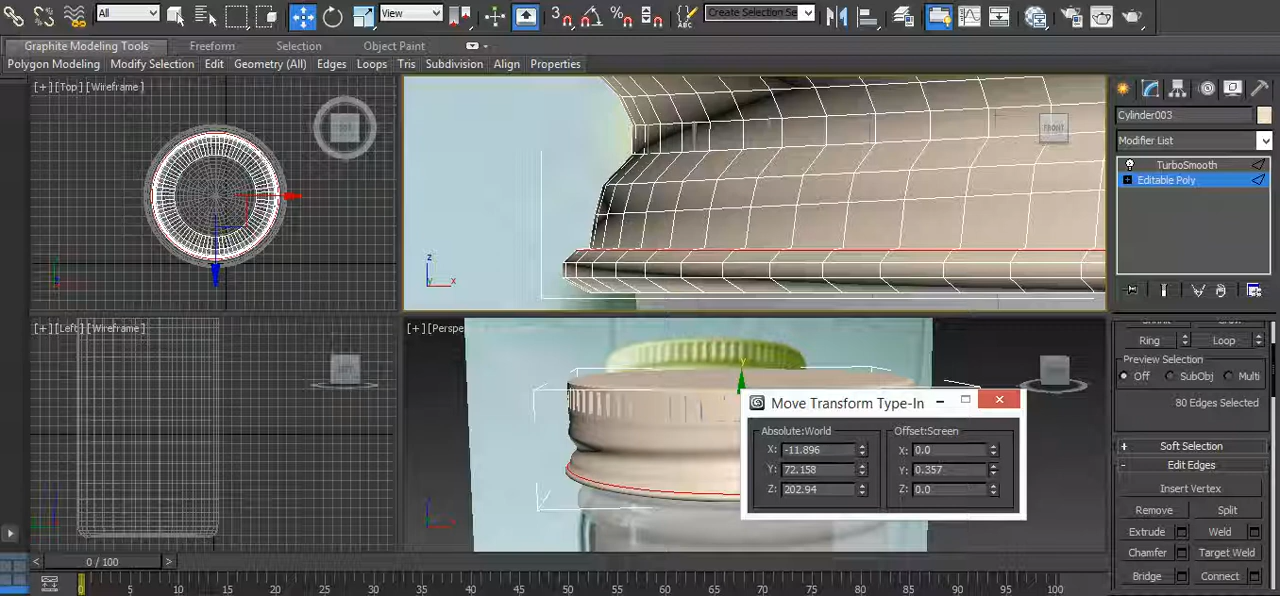 All
View
3
Create Selection Se
Graphite Modeling Tools
Freeform
Selection
Object Paint
Polygon Modeling
Modify Selection
Edit
Geometry (All)
Edges
Loops
Tris
Subdivision
Align
Properties
[+] [Top] [Wireframe]
FRONT
z
y
x
Cylinder003
Modifier List
TurboSmooth
Editable Poly
[+] [Left] [Wireframe]
[+] [Perspe
Ring
Loop
Preview Selection
Off
SubObj
Multi
80 Edges Selected
Soft Selection
Edit Edges
Insert Vertex
Remove
Split
Extrude
Weld
Chamfer
Target Weld
Bridge
Connect
Move Transform Type-In
Absolute:World
Offset:Screen
X: -11.896
X: 0.0
Y: 72.158
Y: 0.357
Z: 202.94
Z: 0.0
0 / 100
0
5
10
15
20
25
30
35
40
45
50
55
60
65
70
75
80
85
90
95
100